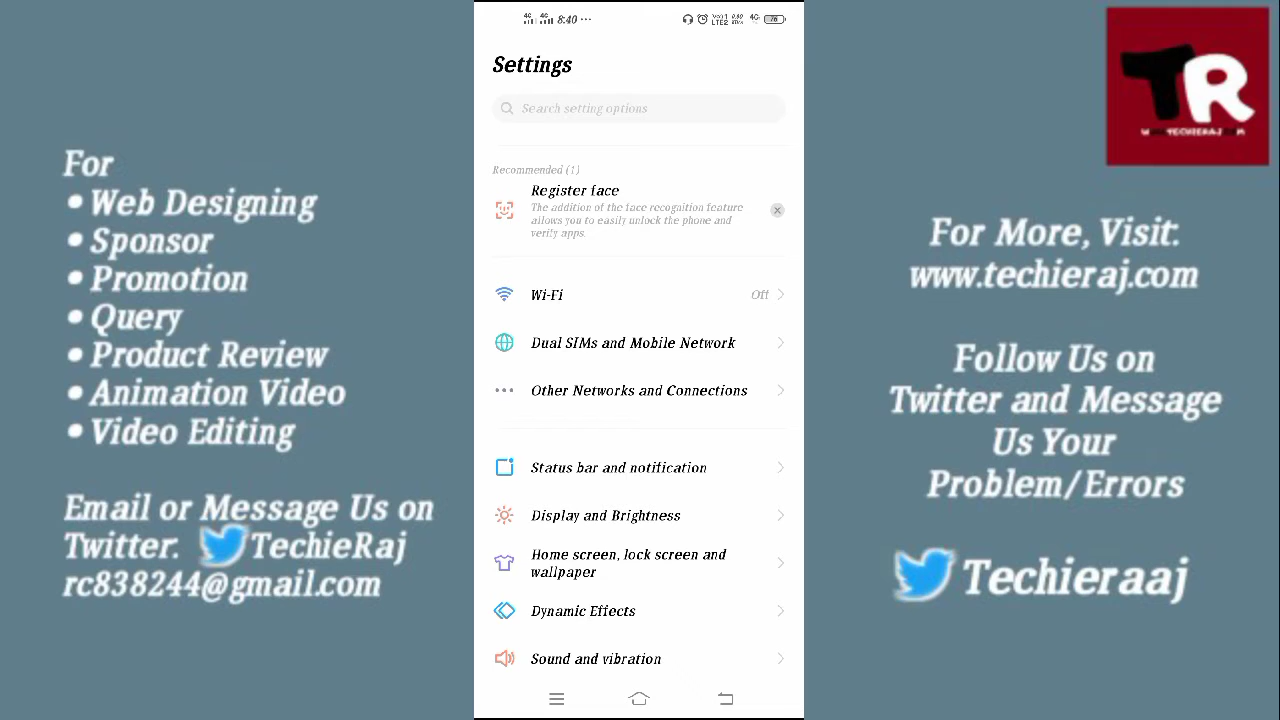 For
• Web Designing
• Sponsor
• Promotion
• Query
• Product Review
• Animation Video
• Video Editing
Email or Message Us on
Twitter. TechieRaj
rc838244@gmail.com
4G 4G 8:40 ...
4G 78
Settings
Search setting options
Recommended (1)
Register face
The addition of the face recognition feature
allows you to easily unlock the phone and
verify apps.
Wi-Fi Off
Dual SIMs and Mobile Network
Other Networks and Connections
Status bar and notification
Display and Brightness
Home screen, lock screen and
wallpaper
Dynamic Effects
Sound and vibration
TR
For More, Visit:
www.techieraj.com
Follow Us on
Twitter and Message
Us Your
Problem/Errors
Techieraaj